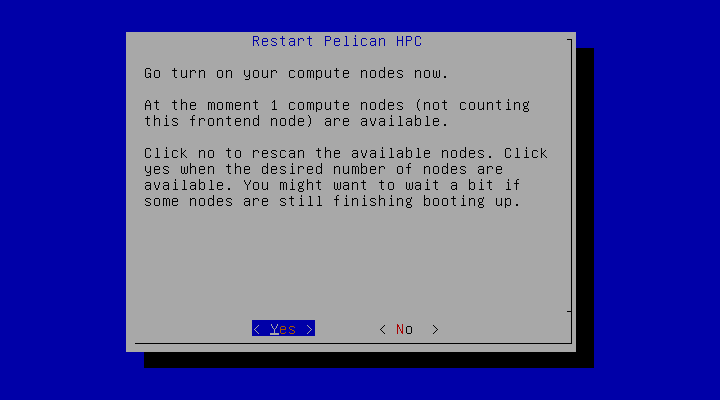 Restart Pelican HPC
Go turn on your compute nodes now.
At the moment 1 compute nodes (not counting
this frontend node) are available.
Click no to rescan the available nodes. Click
yes when the desired number of nodes are
available. You might want to wait a bit if
some nodes are still finishing booting up.
< Yes > < No >